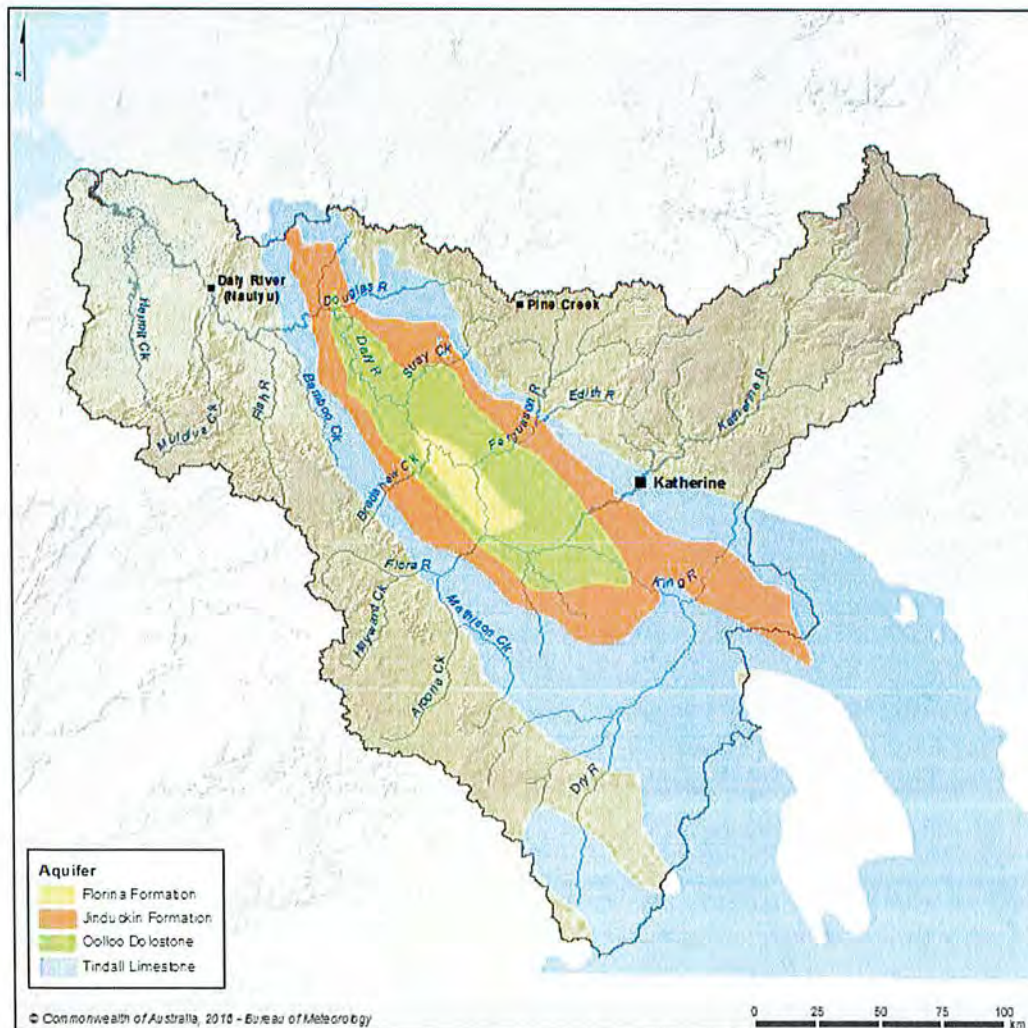 Daly River
(Nauiyu)
Pine Creek
Katherine
Hermit Ck
Muldiva Ck
Fish R
Bamboo Ck
Douglas R
Daly R
Stray Ck
Fergusson R
Edith R
Katherine R
Bradshaw Ck
Flora R
Mathison Ck
Hayward Ck
Aroona Ck
King R
Dry R
Aquifer
Florina Formation
Jinduckin Formation
Oolloo Dolostone
Tindall Limestone
© Commonwealth of Australia, 2016 - Bureau of Meteorology
0 25 50 75 100
km